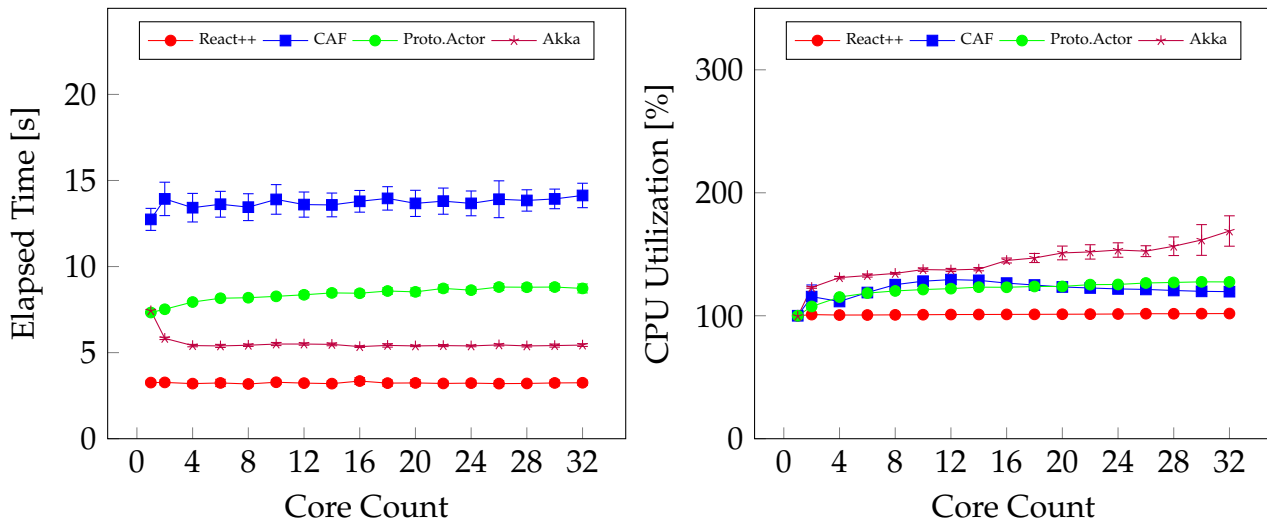 React++ CAF Proto.Actor Akka
20
15
10
5
0
0 4 8 12 16 20 24 28 32
Elapsed Time [s]
Core Count
React++ CAF Proto.Actor Akka
300
200
100
0
0 4 8 12 16 20 24 28 32
CPU Utilization [%]
Core Count